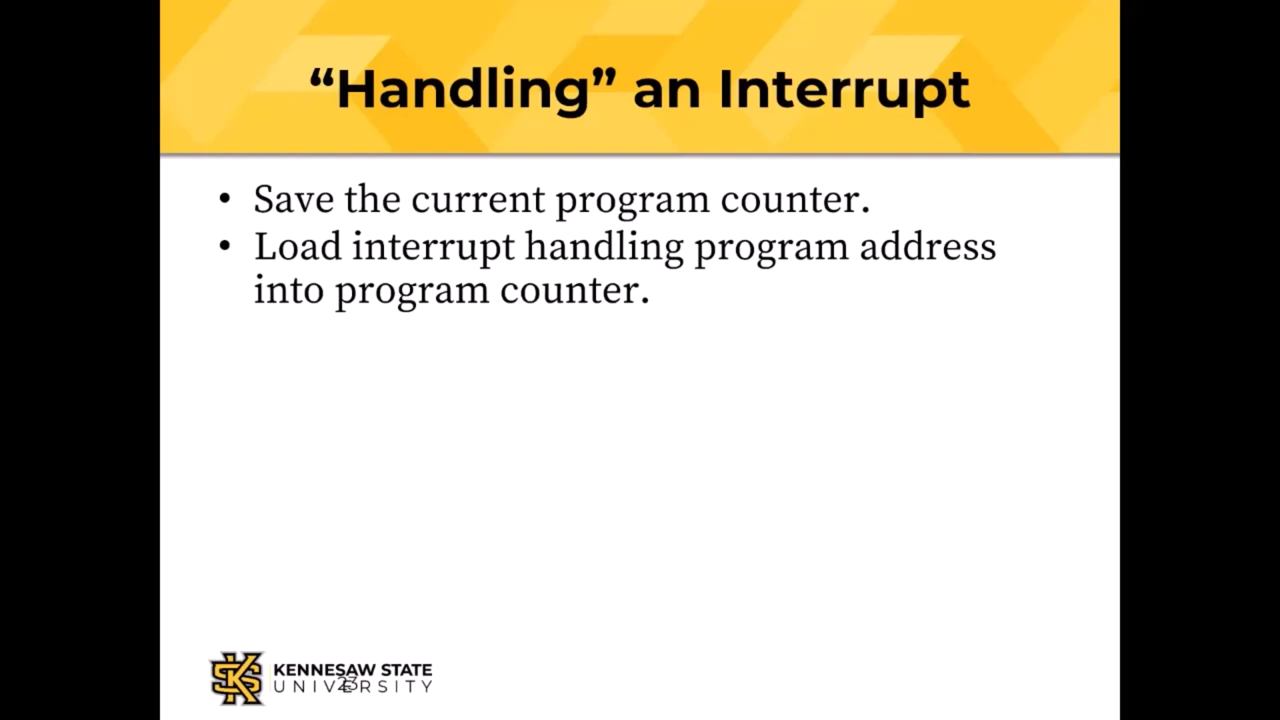 “Handling” an Interrupt
• Save the current program counter.
• Load interrupt handling program address
into program counter.
KENNESAW STATE
UNIVERSITY
23